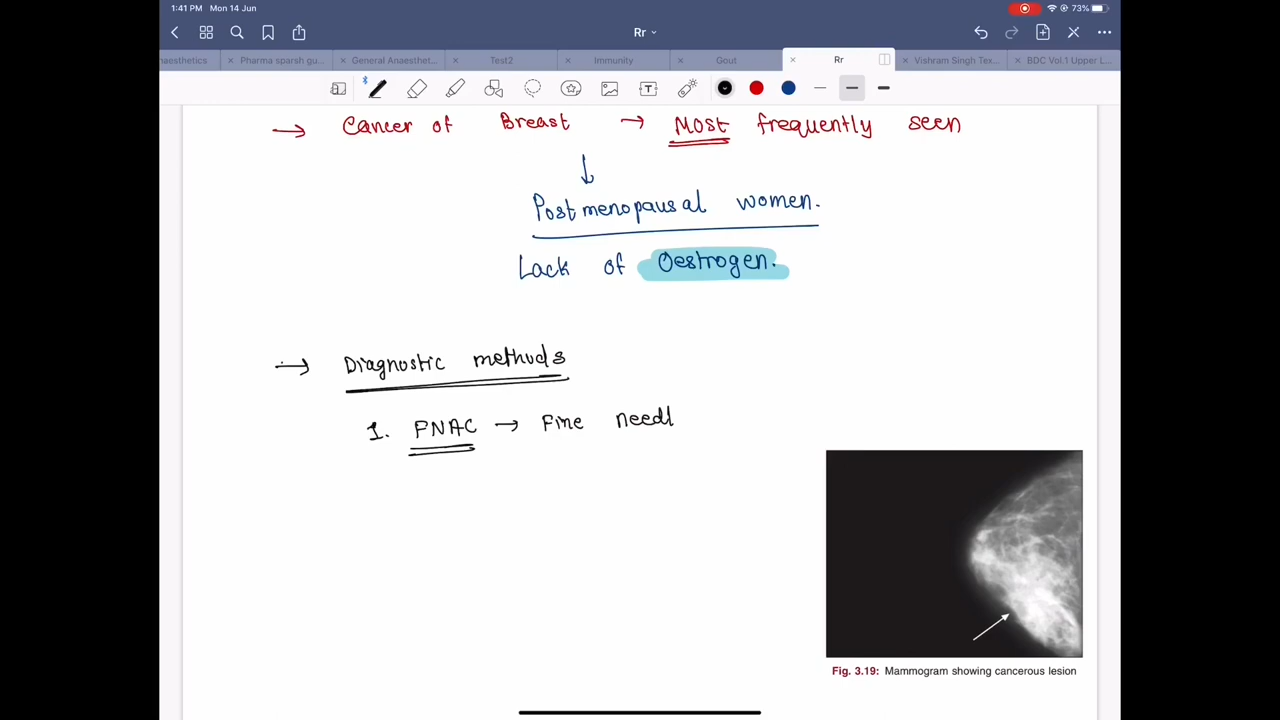 1:41 PM Mon 14 Jun
73%
Rr
naesthetics
Pharma sparsh gu...
General Anaesthet...
Test2
Immunity
Gout
Rr
Vishram Singh Tex...
BDC Vol.1 Upper L...
→ Cancer of Breast → Most frequently seen
↓
Postmenopausal women.
Lack of Oestrogen.
→ Diagnostic methods
1. FNAC → Fine needl
Fig. 3.19: Mammogram showing cancerous lesion